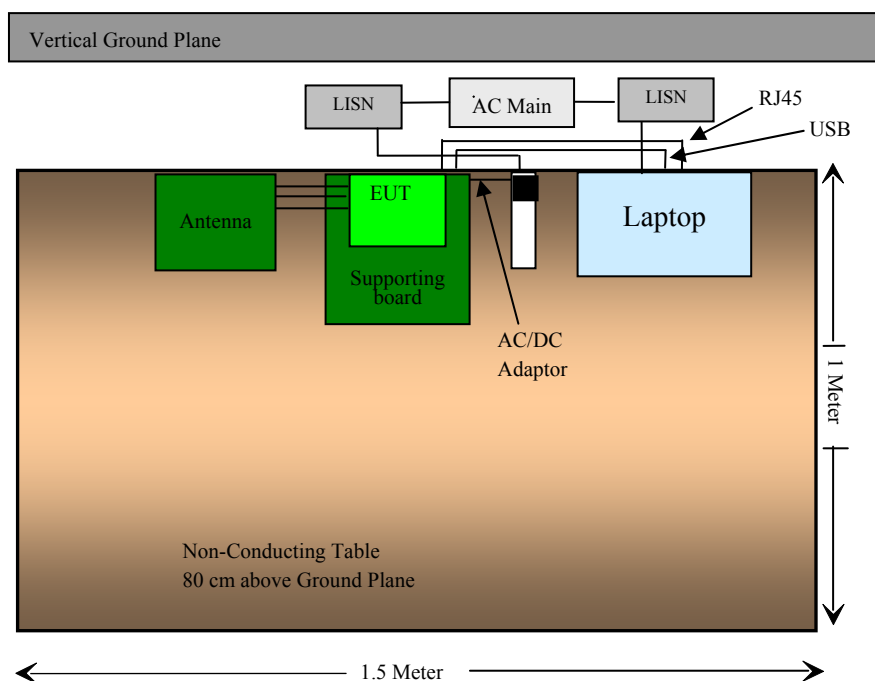 Vertical Ground Plane
LISN
AC Main
LISN
RJ45
USB
Antenna
EUT
Supporting
board
Laptop
AC/DC
Adaptor
1 Meter
Non-Conducting Table
80 cm above Ground Plane
1.5 Meter